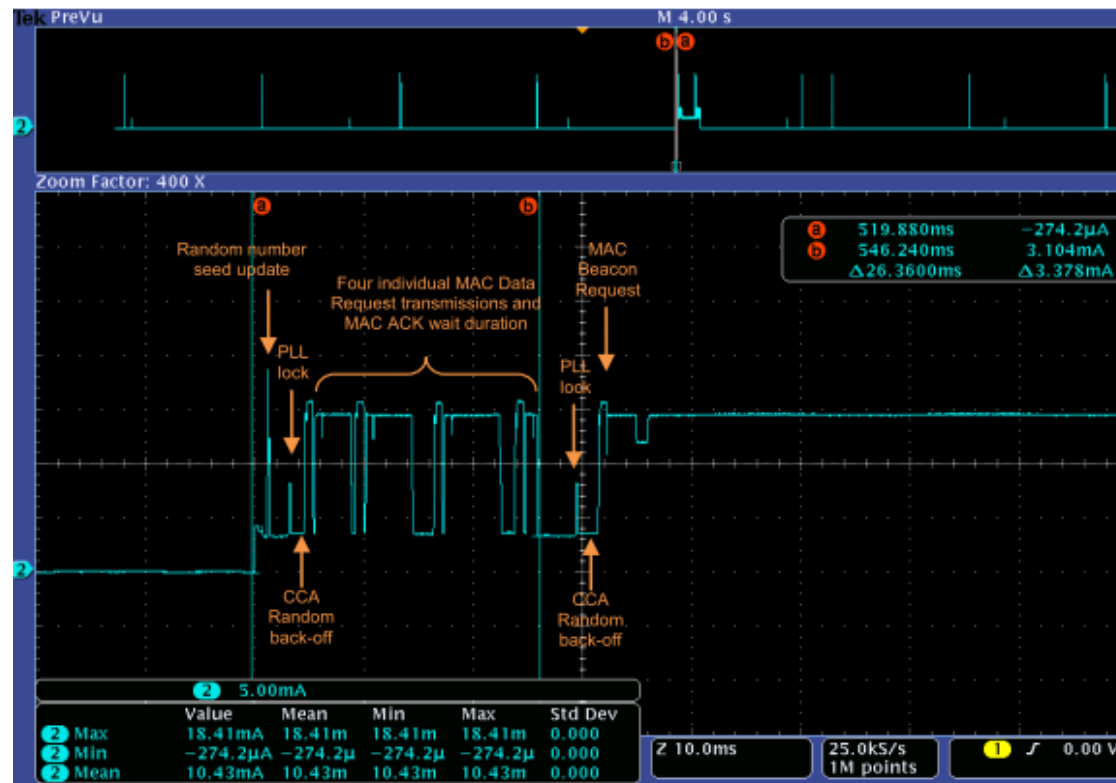 Tek PreVu M 4.00 s
b a
2
Zoom Factor: 400 X
a b
a 519.880ms -274.2µA
b 546.240ms 3.104mA
Δ26.3600ms Δ3.378mA
Random number
seed update
Four individual MAC Data
Request transmissions and
MAC ACK wait duration
MAC
Beacon
Request
PLL
lock
PLL
lock
2
CCA
Random
back-off
CCA
Random
back-off
2 5.00mA
Value Mean Min Max Std Dev
2 Max 18.41mA 18.41m 18.41m 18.41m 0.000
2 Min -274.2µA -274.2µ -274.2µ -274.2µ 0.000
2 Mean 10.43mA 10.43m 10.43m 10.43m 0.000
Z 10.0ms
25.0kS/s
1M points
1 0.00 V